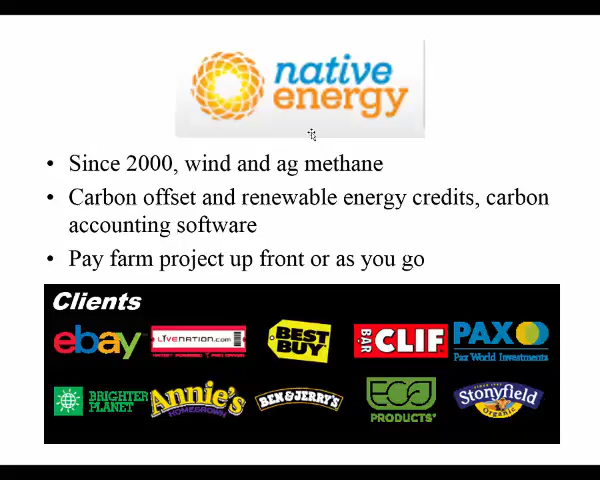 native
energy
• Since 2000, wind and ag methane
• Carbon offset and renewable energy credits, carbon
accounting software
• Pay farm project up front or as you go
Clients
ebay LIVENATION.COM BEST BUY CLIF BAR PAX
Pax World Investments
BRIGHTER PLANET Annie's HOMEGROWN BEN & JERRY'S ECO PRODUCTS® Stonyfield Organic